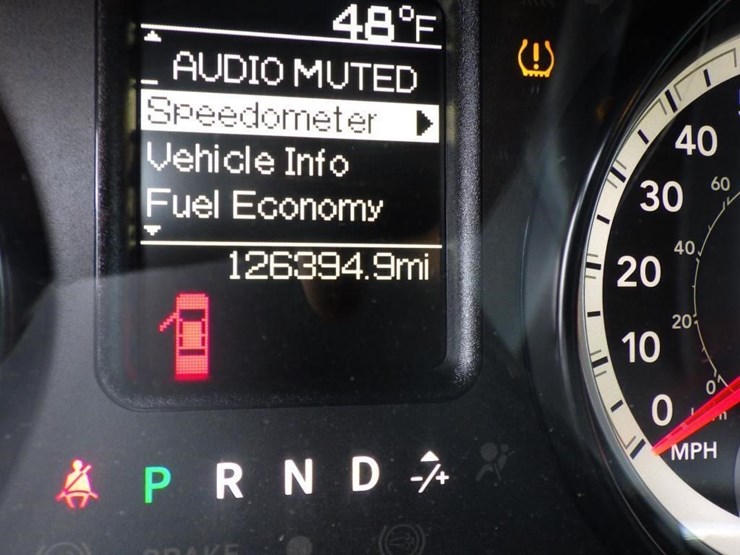 48°F
AUDIO MUTED
Speedometer
Vehicle Info
Fuel Economy
126394.9mi
P R N D -/+
40
30
20
10
0
MPH
60
40
20
0
BRAKE